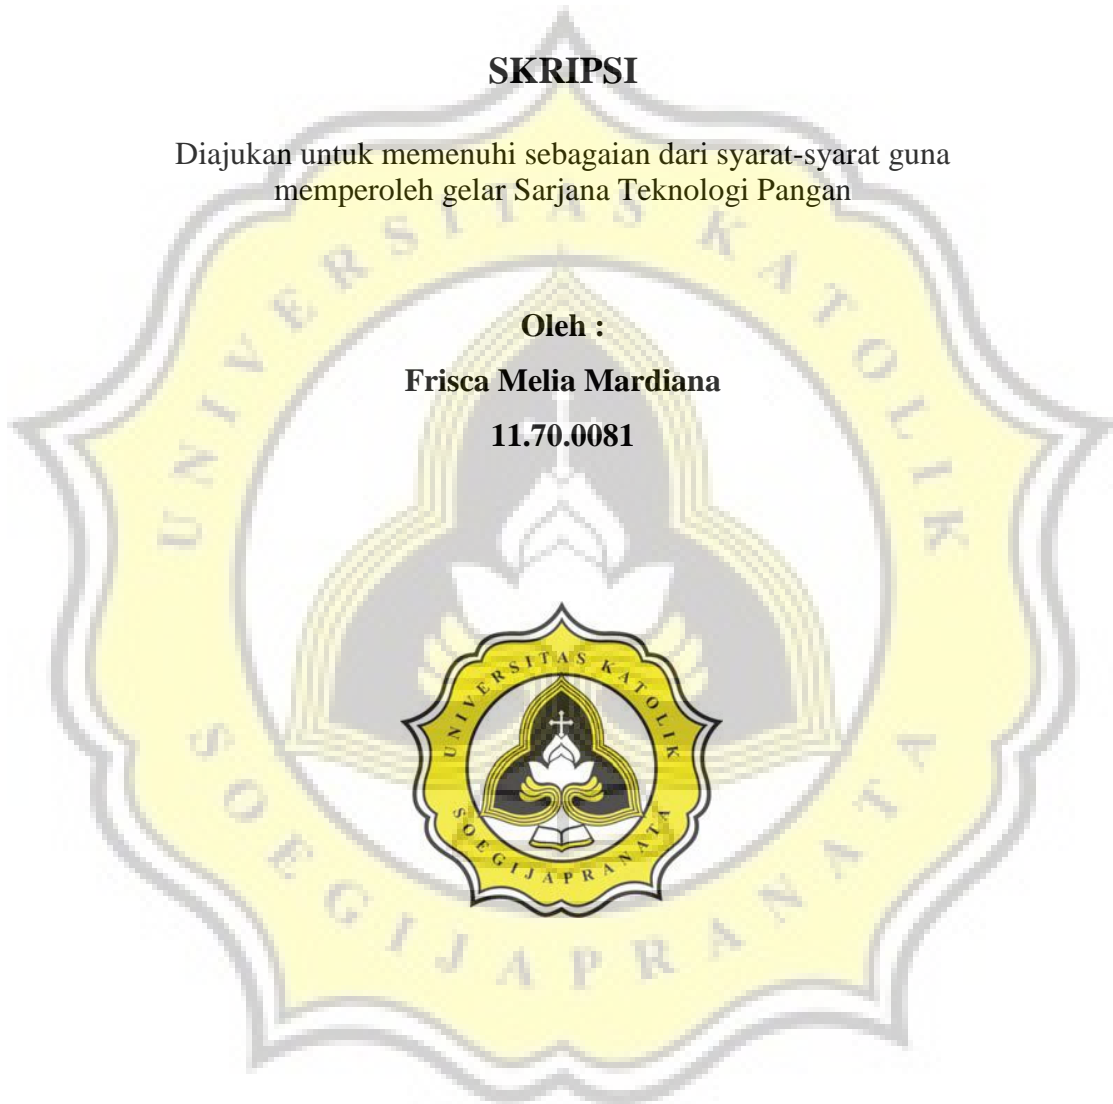 SKRIPSI
Diajukan untuk memenuhi sebagaian dari syarat-syarat guna
memperoleh gelar Sarjana Teknologi Pangan
Oleh :
Frisca Melia Mardiana
11.70.0081
UNIVERSITAS KATOLIK
SOEGIJAPRANATA
UNIVERSITAS KATOLIK
SOEGIJAPRANATA